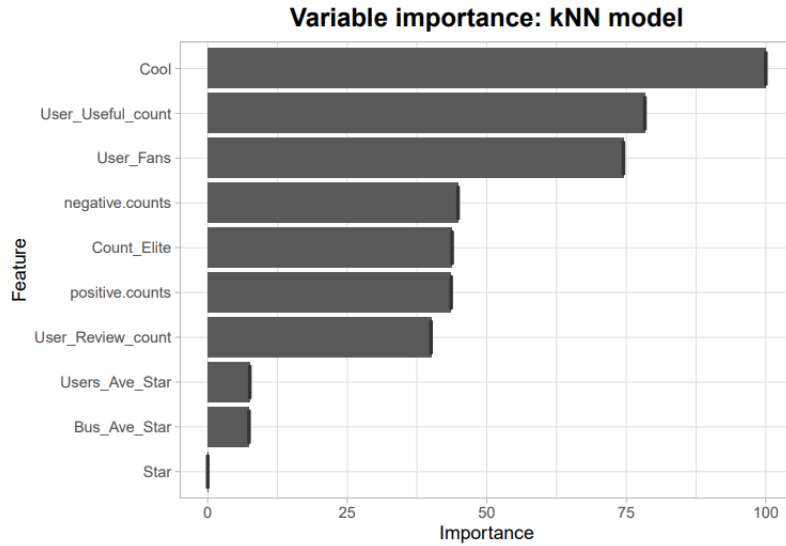 Variable importance: kNN model
Cool
User_Useful_count
User_Fans
negative.counts
Count_Elite
positive.counts
User_Review_count
Users_Ave_Star
Bus_Ave_Star
Star
Feature
0 25 50 75 100
Importance